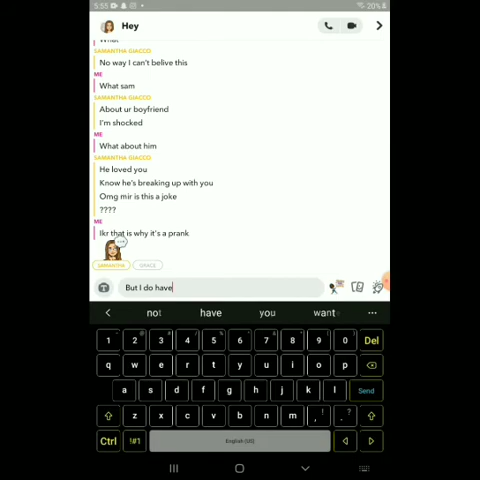 5:55
20%
Hey
What
SAMANTHA GIACCO
No way I can't belive this
ME
What sam
SAMANTHA GIACCO
About ur boyfriend
I'm shocked
ME
What about him
SAMANTHA GIACCO
He loved you
Know he's breaking up with you
Omg mir is this a joke
????
ME
Ikr that is why it's a prank
SAMANTHA GRACE
But I do have
not have you want
1 2 3 4 5 6 7 8 9 0 Del
q w e r t y u i o p
a s d f g h j k l Send
z x c v b n m , ! . ?
Ctrl !#1 English (US)